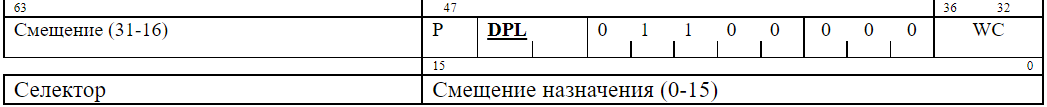 63 47 36 32
Смещение (31-16) P DPL 0 1 1 0 0 0 0 0 WC
15 0
Селектор Смещение назначения (0-15)